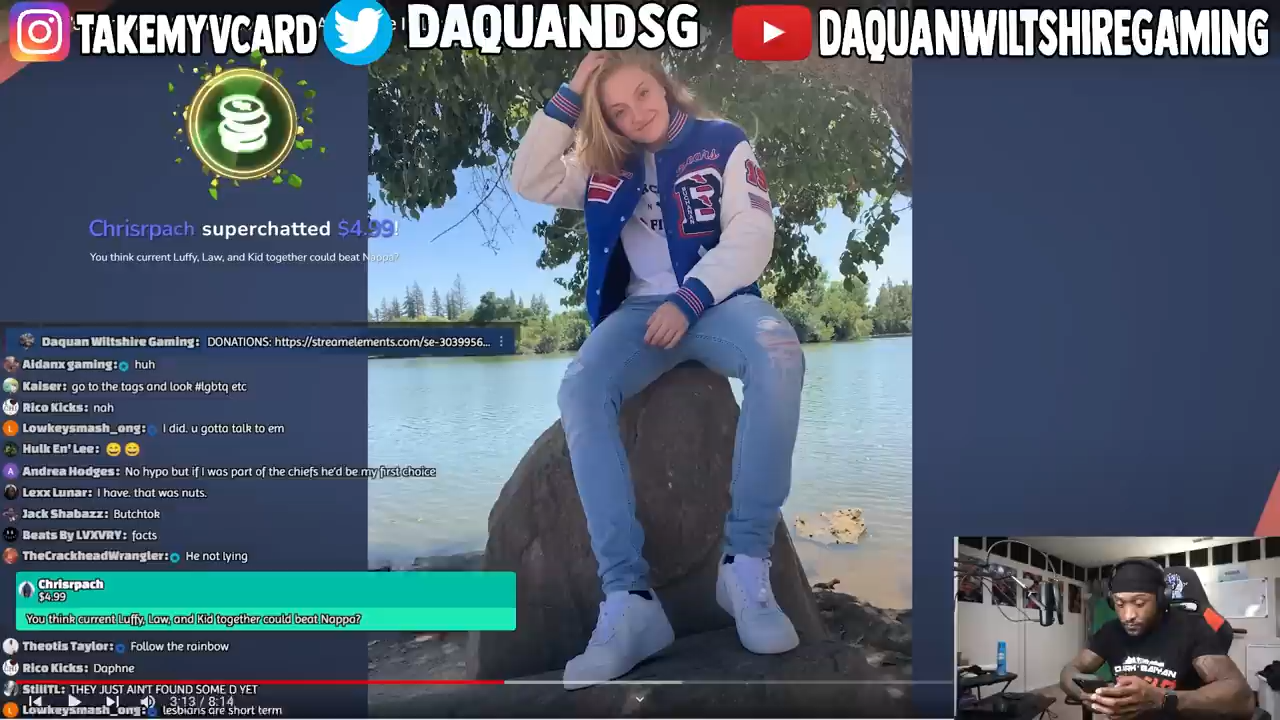 TAKEMYVCARD
DAQUANDSG
DAQUANWILTSHIREGAMING
Chrisrpach superchatted $4.99!
You think current Luffy, Law, and Kid together could beat Nappa?
Daquan Wiltshire Gaming: DONATIONS: https://streamelements.com/se-3039956...
Aidanx gaming: huh
Kaiser: go to the tags and look #lgbtq etc
Rico Kicks: nah
Lowkeysmash_ong: I did. u gotta talk to em
Hulk En' Lee: 😄 😄
Andrea Hodges: No hypo but if I was part of the chiefs he'd be my first choice
Lexx Lunar: I have. that was nuts.
Jack Shabazz: Butchtok
Beats By LVXVRY: facts
TheCrackheadWrangler: He not lying
Chrisrpach
$4.99
You think current Luffy, Law, and Kid together could beat Nappa?
Theotis Taylor: Follow the rainbow
Rico Kicks: Daphne
StillTL: THEY JUST AIN'T FOUND SOME D YET
3:13 / 8:14
Lowkeysmash_ong: lesbians are short term
B